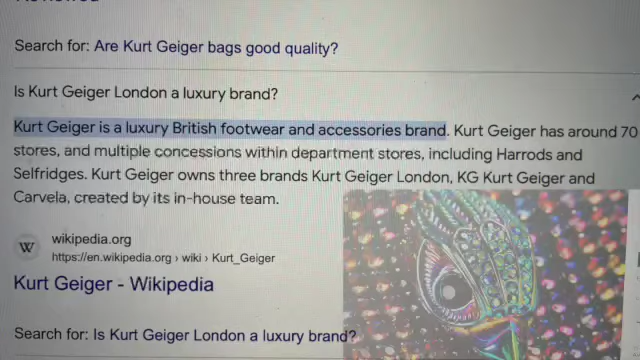 Search for: Are Kurt Geiger bags good quality?
Is Kurt Geiger London a luxury brand?
Kurt Geiger is a luxury British footwear and accessories brand. Kurt Geiger has around 70
stores, and multiple concessions within department stores, including Harrods and
Selfridges. Kurt Geiger owns three brands Kurt Geiger London, KG Kurt Geiger and
Carvela, created by its in-house team.
W
wikipedia.org
https://en.wikipedia.org › wiki › Kurt_Geiger
Kurt Geiger - Wikipedia
Search for: Is Kurt Geiger London a luxury brand?